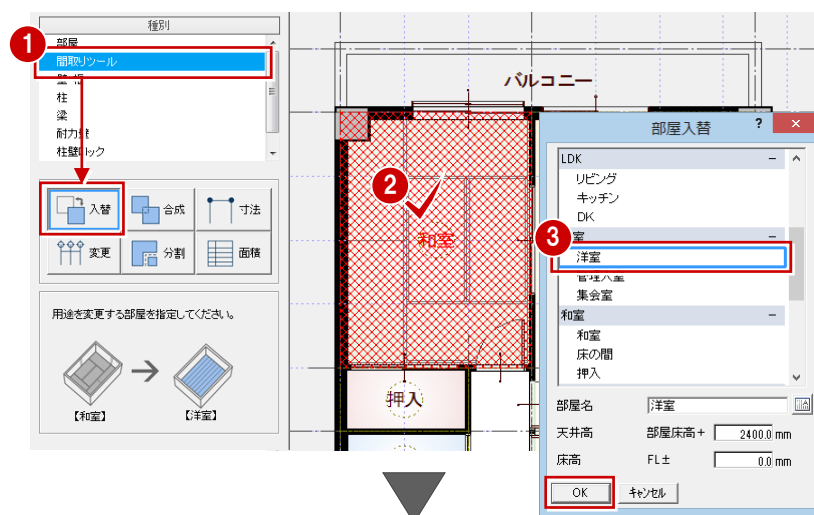 種別
1
部屋
間取りツール
柱
梁
耐力壁
柱壁ロック
入替
合成
寸法
変更
分割
面積
用途を変更する部屋を指定してください。
【和室】
【洋室】
バルコニー
2
和室
押入
部屋入替
?
×
LDK
リビング
キッチン
DK
3
室
洋室
管理人室
集会室
和室
和室
床の間
押入
部屋名 洋室
天井高 部屋床高+ 2400.0 mm
床高 FL± 0.0 mm
OK キャンセル